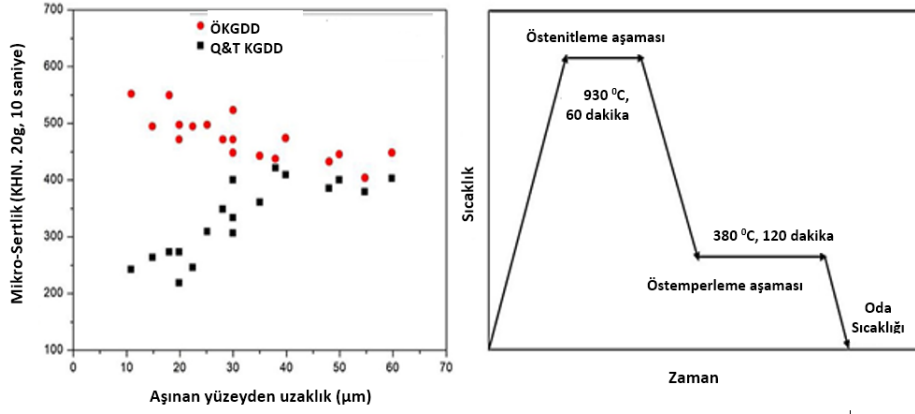 700
600
500
400
300
200
100
0
10
20
30
40
50
60
70
Mikro-Sertlik (KHN. 20g, 10 saniye)
Aşınan yüzeyden uzaklık (µm)
ÖKGDD
Q&T KGDD
Östenitleme aşaması
930 ⁰C,
60 dakika
380 ⁰C, 120 dakika
Östemperleme aşaması
Oda
Sıcaklığı
Sıcaklık
Zaman